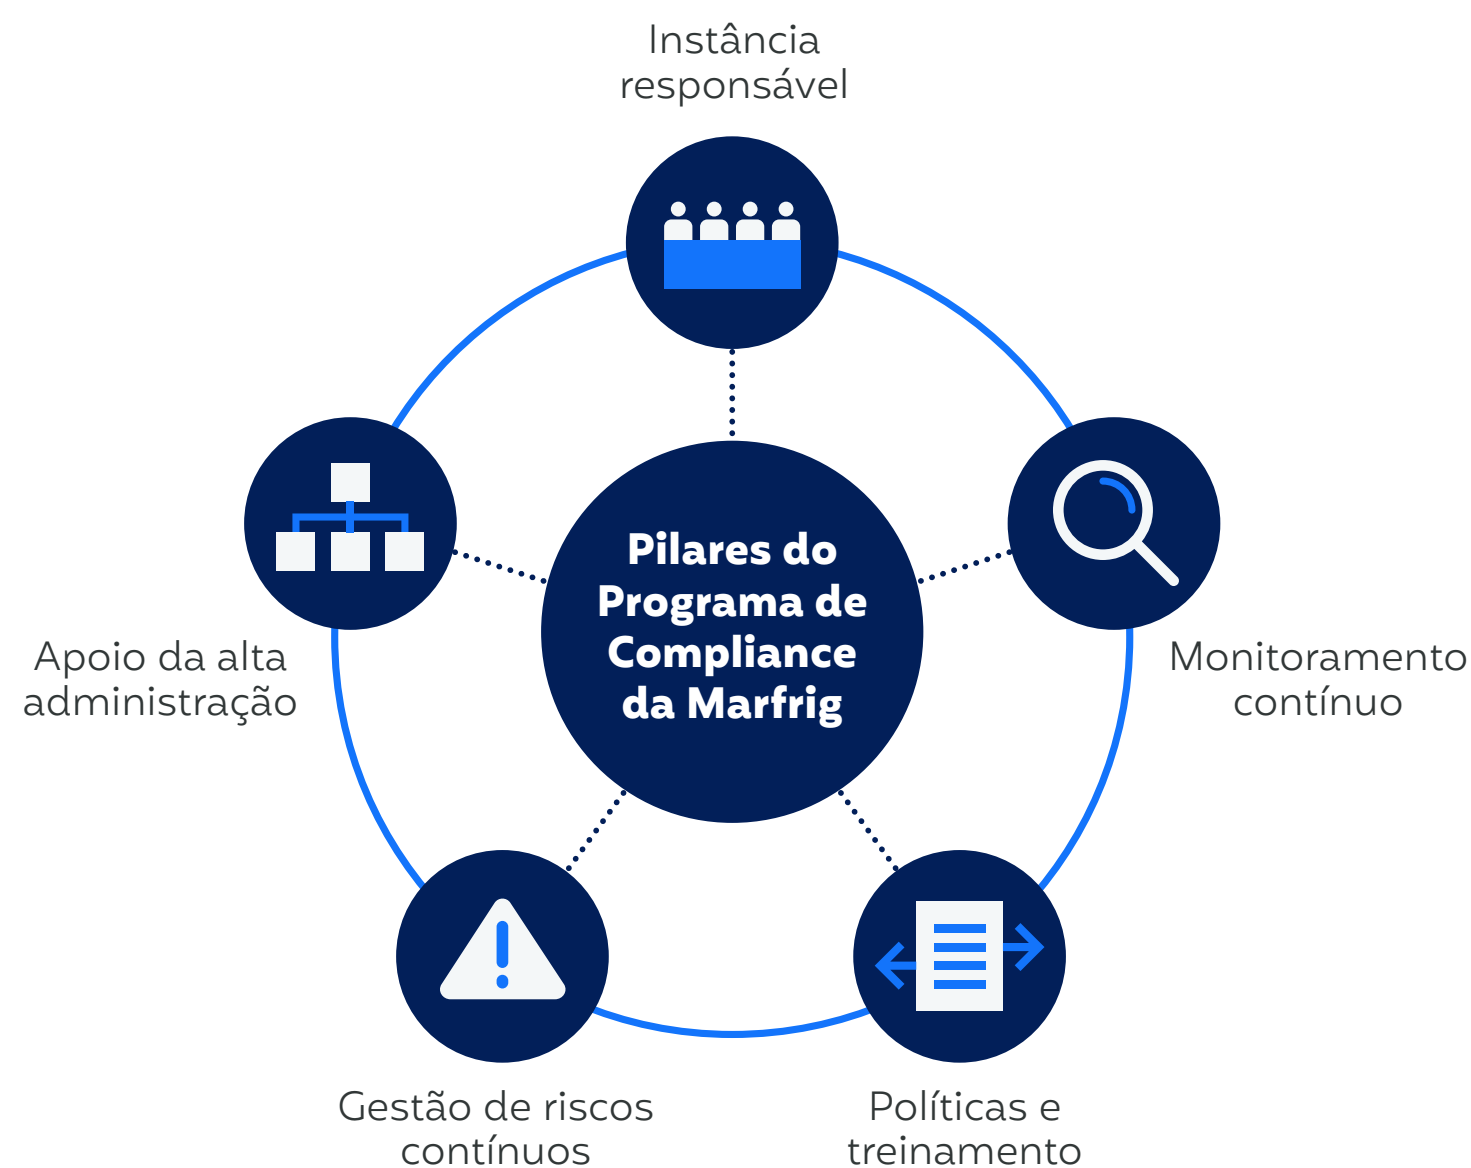 Instância
responsável
Pilares do
Programa de
Compliance
da Marfrig
Apoio da alta
administração
Monitoramento
contínuo
Gestão de riscos
contínuos
Políticas e
treinamento